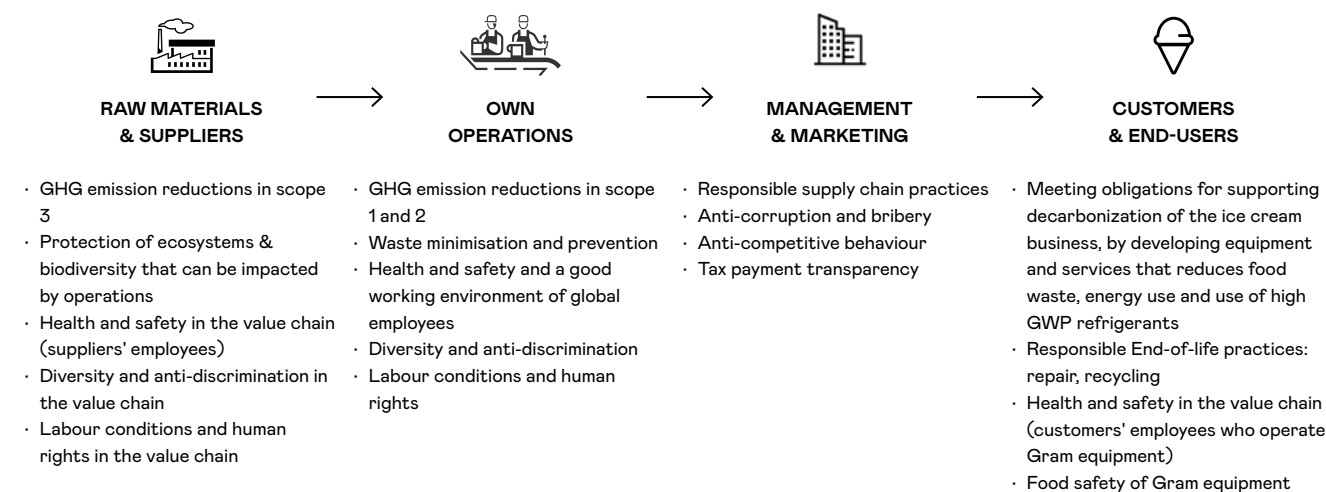 RAW MATERIALS
& SUPPLIERS
· GHG emission reductions in scope
3
· Protection of ecosystems &
biodiversity that can be impacted
by operations
· Health and safety in the value chain
(suppliers' employees)
· Diversity and anti-discrimination in
the value chain
· Labour conditions and human
rights in the value chain
OWN
OPERATIONS
· GHG emission reductions in scope
1 and 2
· Waste minimisation and prevention
· Health and safety and a good
working environment of global
employees
· Diversity and anti-discrimination
· Labour conditions and human
rights
MANAGEMENT
& MARKETING
· Responsible supply chain practices
· Anti-corruption and bribery
· Anti-competitive behaviour
· Tax payment transparency
CUSTOMERS
& END-USERS
· Meeting obligations for supporting
decarbonization of the ice cream
business, by developing equipment
and services that reduces food
waste, energy use and use of high
GWP refrigerants
· Responsible End-of-life practices:
repair, recycling
· Health and safety in the value chain
(customers' employees who operate
Gram equipment)
· Food safety of Gram equipment